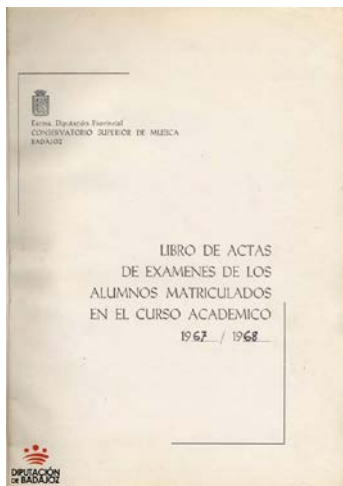 Excma. Diputación Provincial
CONSERVATORIO SUPERIOR DE MUSICA
BADAJOZ
LIBRO DE ACTAS
DE EXAMENES DE LOS
ALUMNOS MATRICULADOS
EN EL CURSO ACADEMICO
1967 / 1968
DIPUTACIÓN
DE BADAJOZ